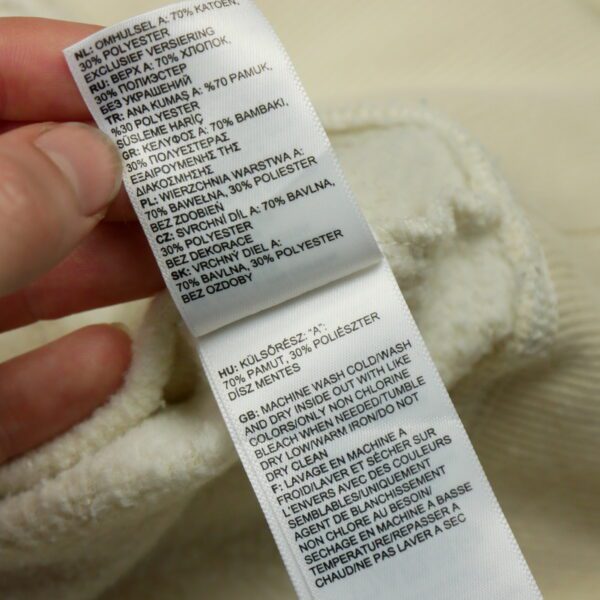 NL: OMHULSEL A: 70% KATOEN,
30% POLYESTER
EXCLUSIEF VERSIERING
RU: ВЕРХ A: 70% ХЛОПОК,
30% ПОЛИЭСТЕР
БЕЗ УКРАШЕНИЙ
TR: ANA KUMAŞ A: %70 PAMUK,
%30 POLYESTER
SÜSLEME HARİÇ
GR: ΚΕΛΥΦΟΣ A: 70% ΒΑΜΒΑΚΙ,
30% ΠΟΛΥΕΣΤΕΡΑΣ
ΕΞΑΙΡΟΥΜΕΝΗΣ ΤΗΣ
ΔΙΑΚΟΣΜΗΣΗΣ
PL: WIERZCHNIA WARSTWA A:
70% BAWEŁNA, 30% POLIESTER
BEZ ZDOBIEŃ
CZ: SVRCHNÍ DÍL A: 70% BAVLNA,
30% POLYESTER
BEZ DEKORACE
SK: VRCHNÝ DIEL A:
70% BAVLNA, 30% POLYESTER
BEZ OZDOBY
HU: KÜLSŐRÉSZ: "A":
70% PAMUT, 30% POLIÉSZTER
DÍSZ MENTES
GB: MACHINE WASH COLD/WASH
AND DRY INSIDE OUT WITH LIKE
COLORS/ONLY NON CHLORINE
BLEACH WHEN NEEDED/TUMBLE
DRY LOW/WARM IRON/DO NOT
DRY CLEAN
F: LAVAGE EN MACHINE A
FROID/LAVER ET SÉCHER SUR
L'ENVERS AVEC DES COULEURS
SEMBLABLES/UNIQUEMENT
AGENT DE BLANCHISSEMENT
NON CHLORE AU BESOIN/
SECHAGE EN MACHINE A BASSE
TEMPERATURE/REPASSER A
CHAUD/NE PAS LAVER A SEC